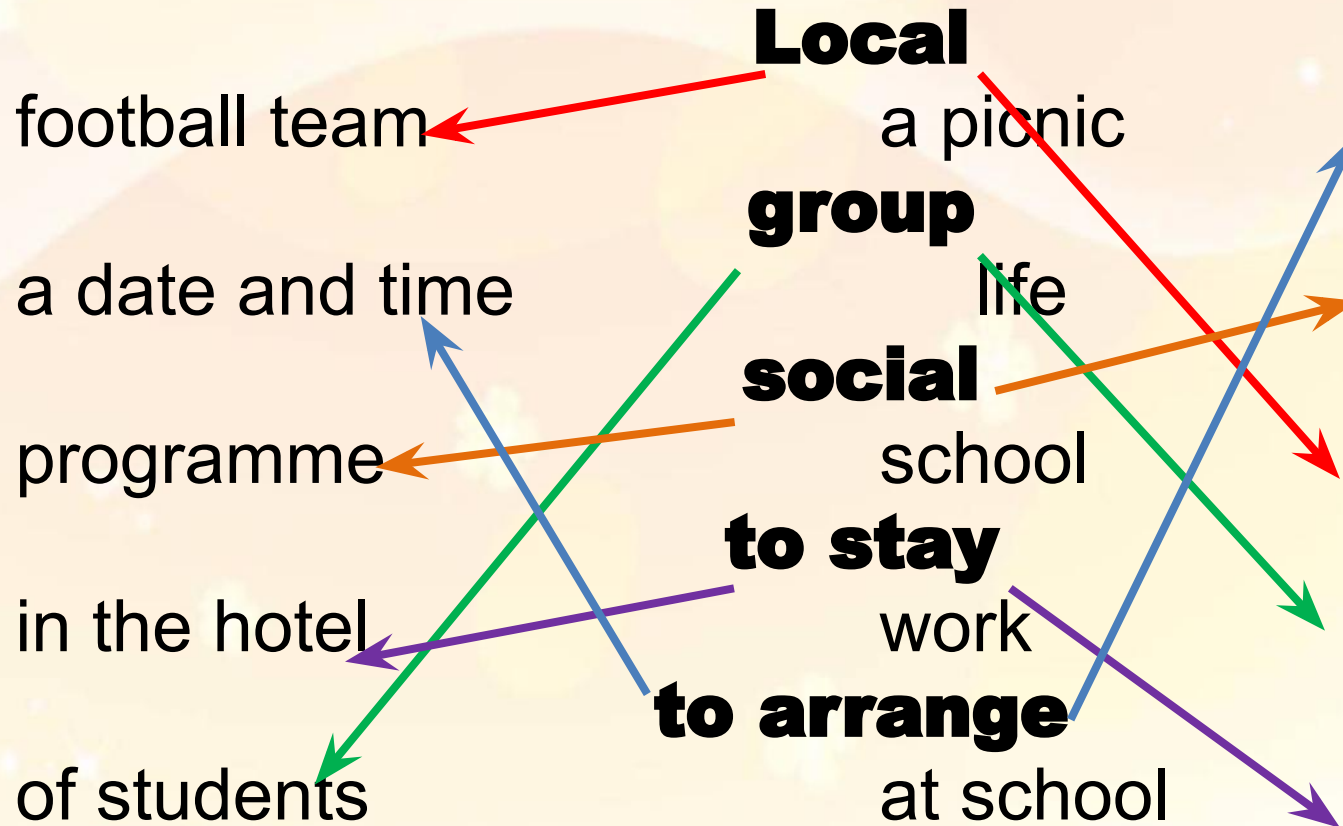 Local
football team a picnic
group
a date and time life
social
programme school
to stay
in the hotel work
to arrange
of students at school